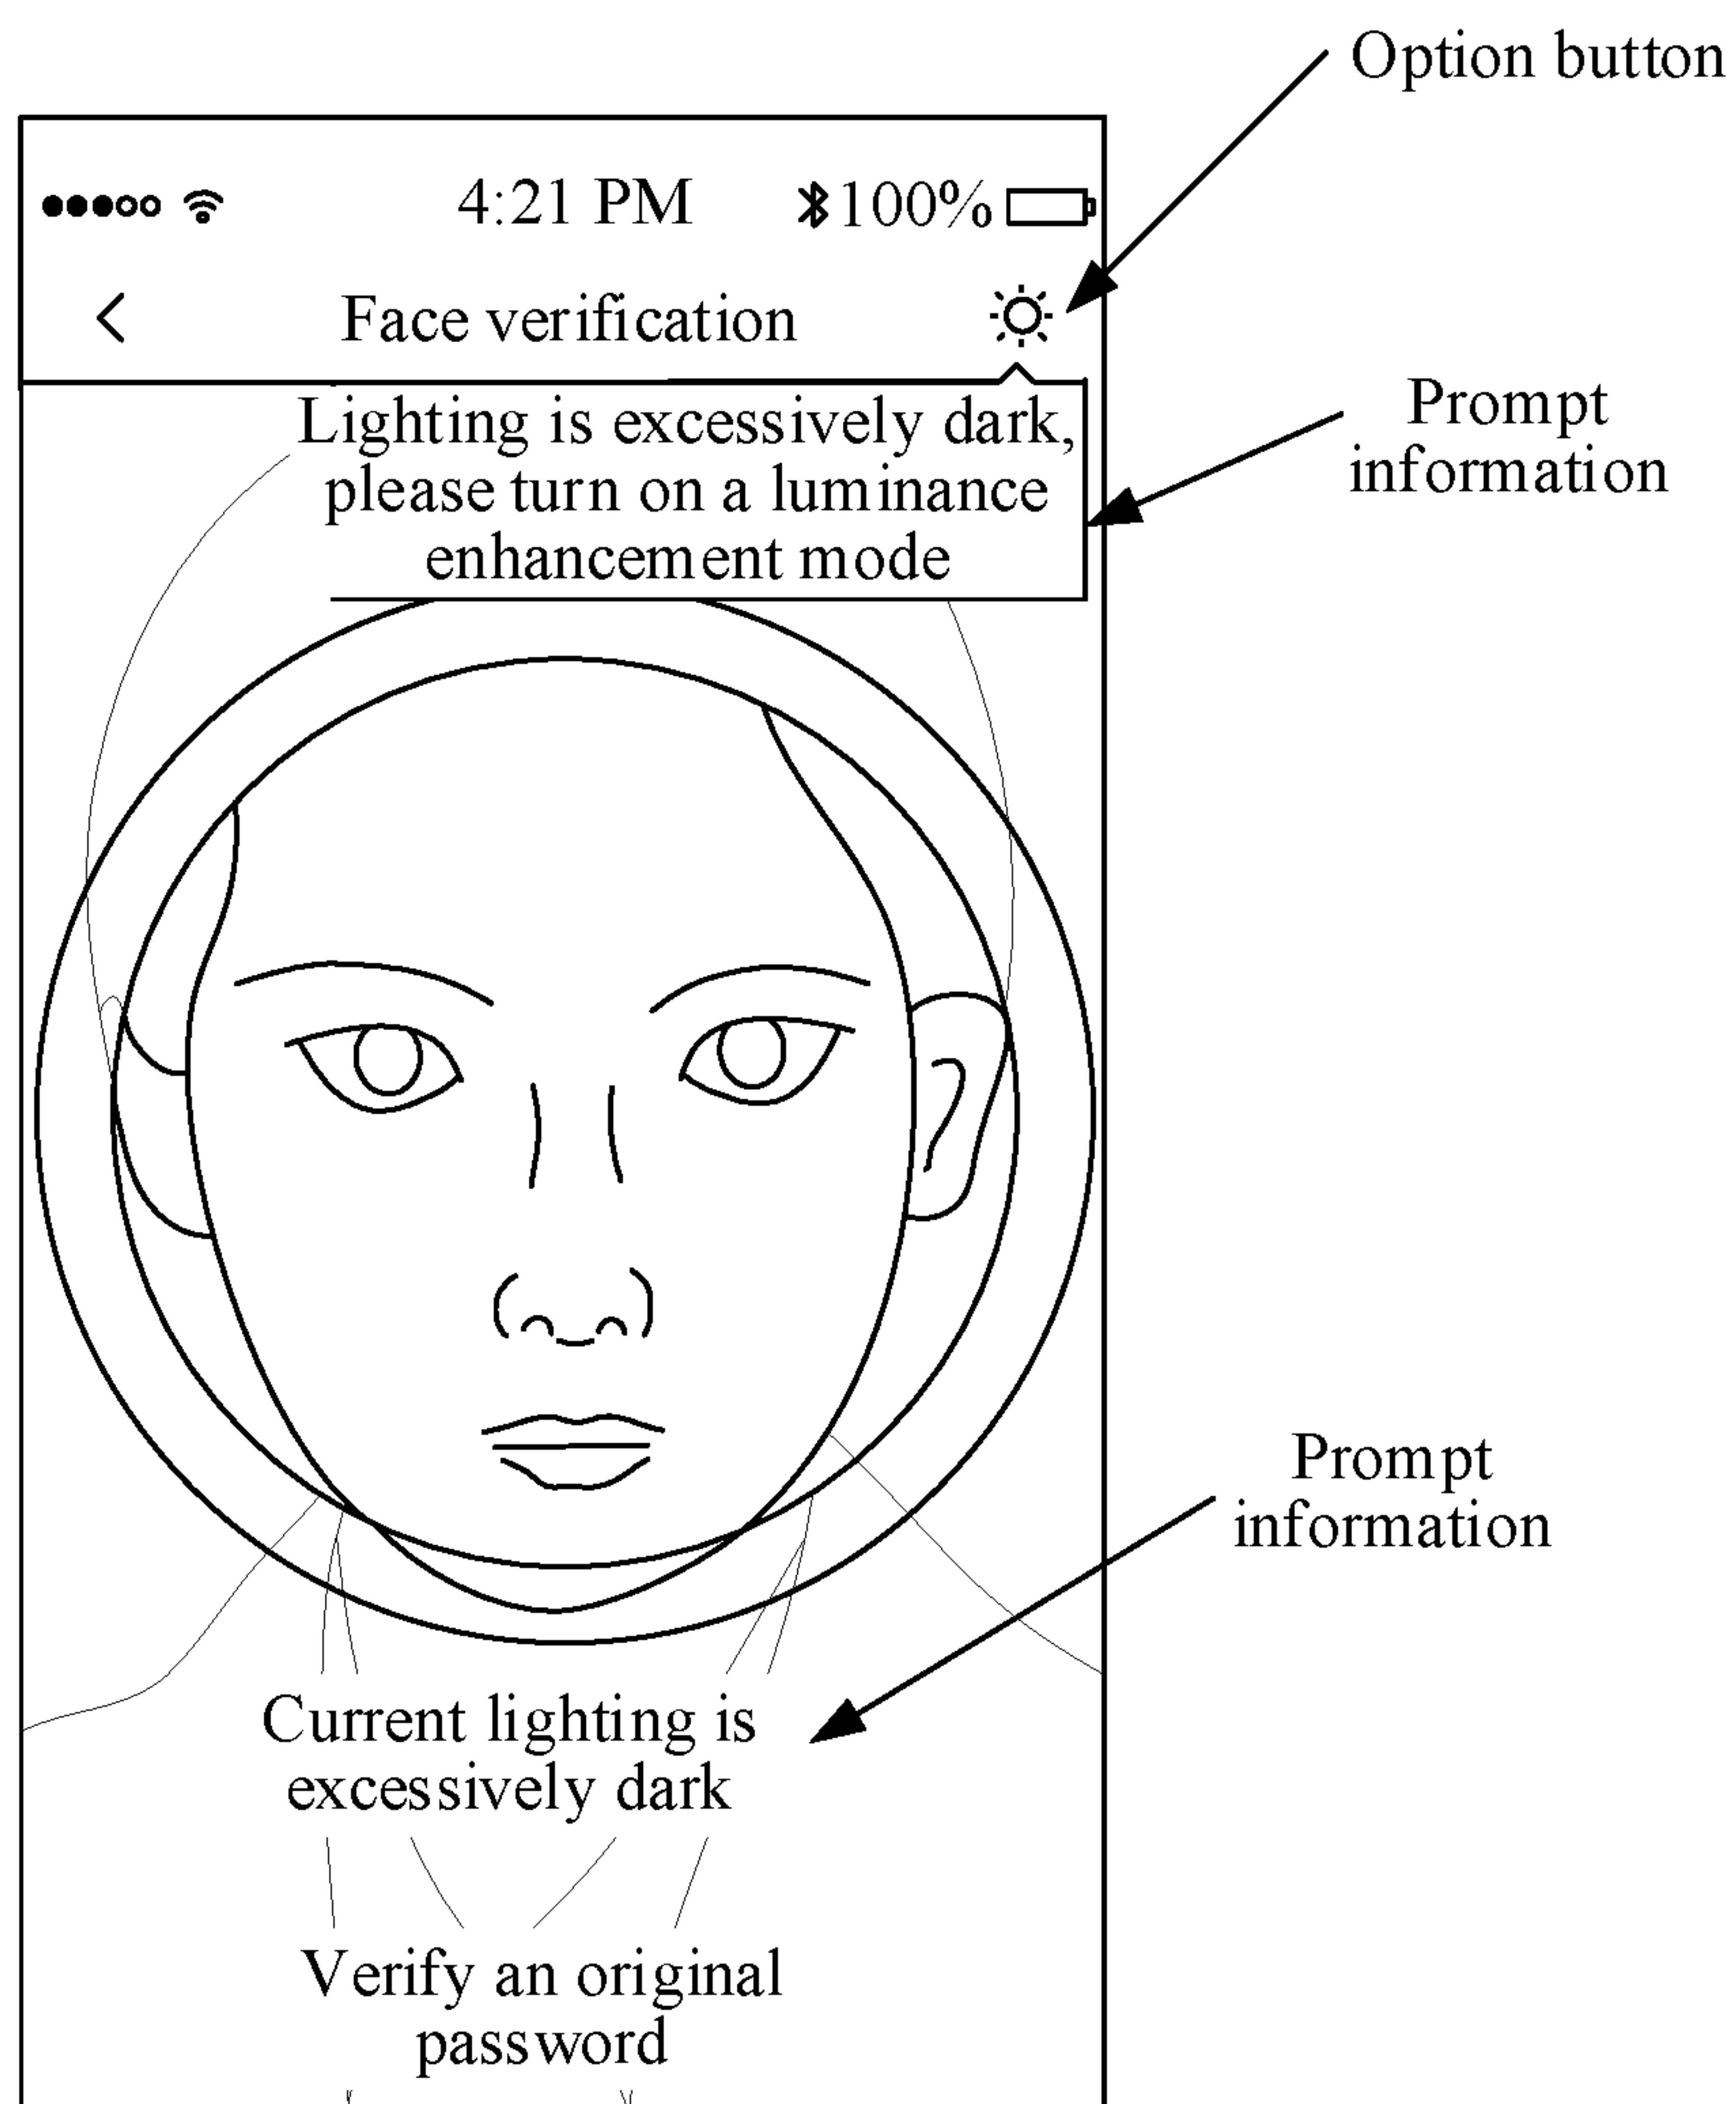 Option button
4:21 PM
100%
Face verification
Lighting is excessively dark,
please turn on a luminance
enhancement mode
Prompt
information
Prompt
information
Current lighting is
excessively dark
Verify an original
password